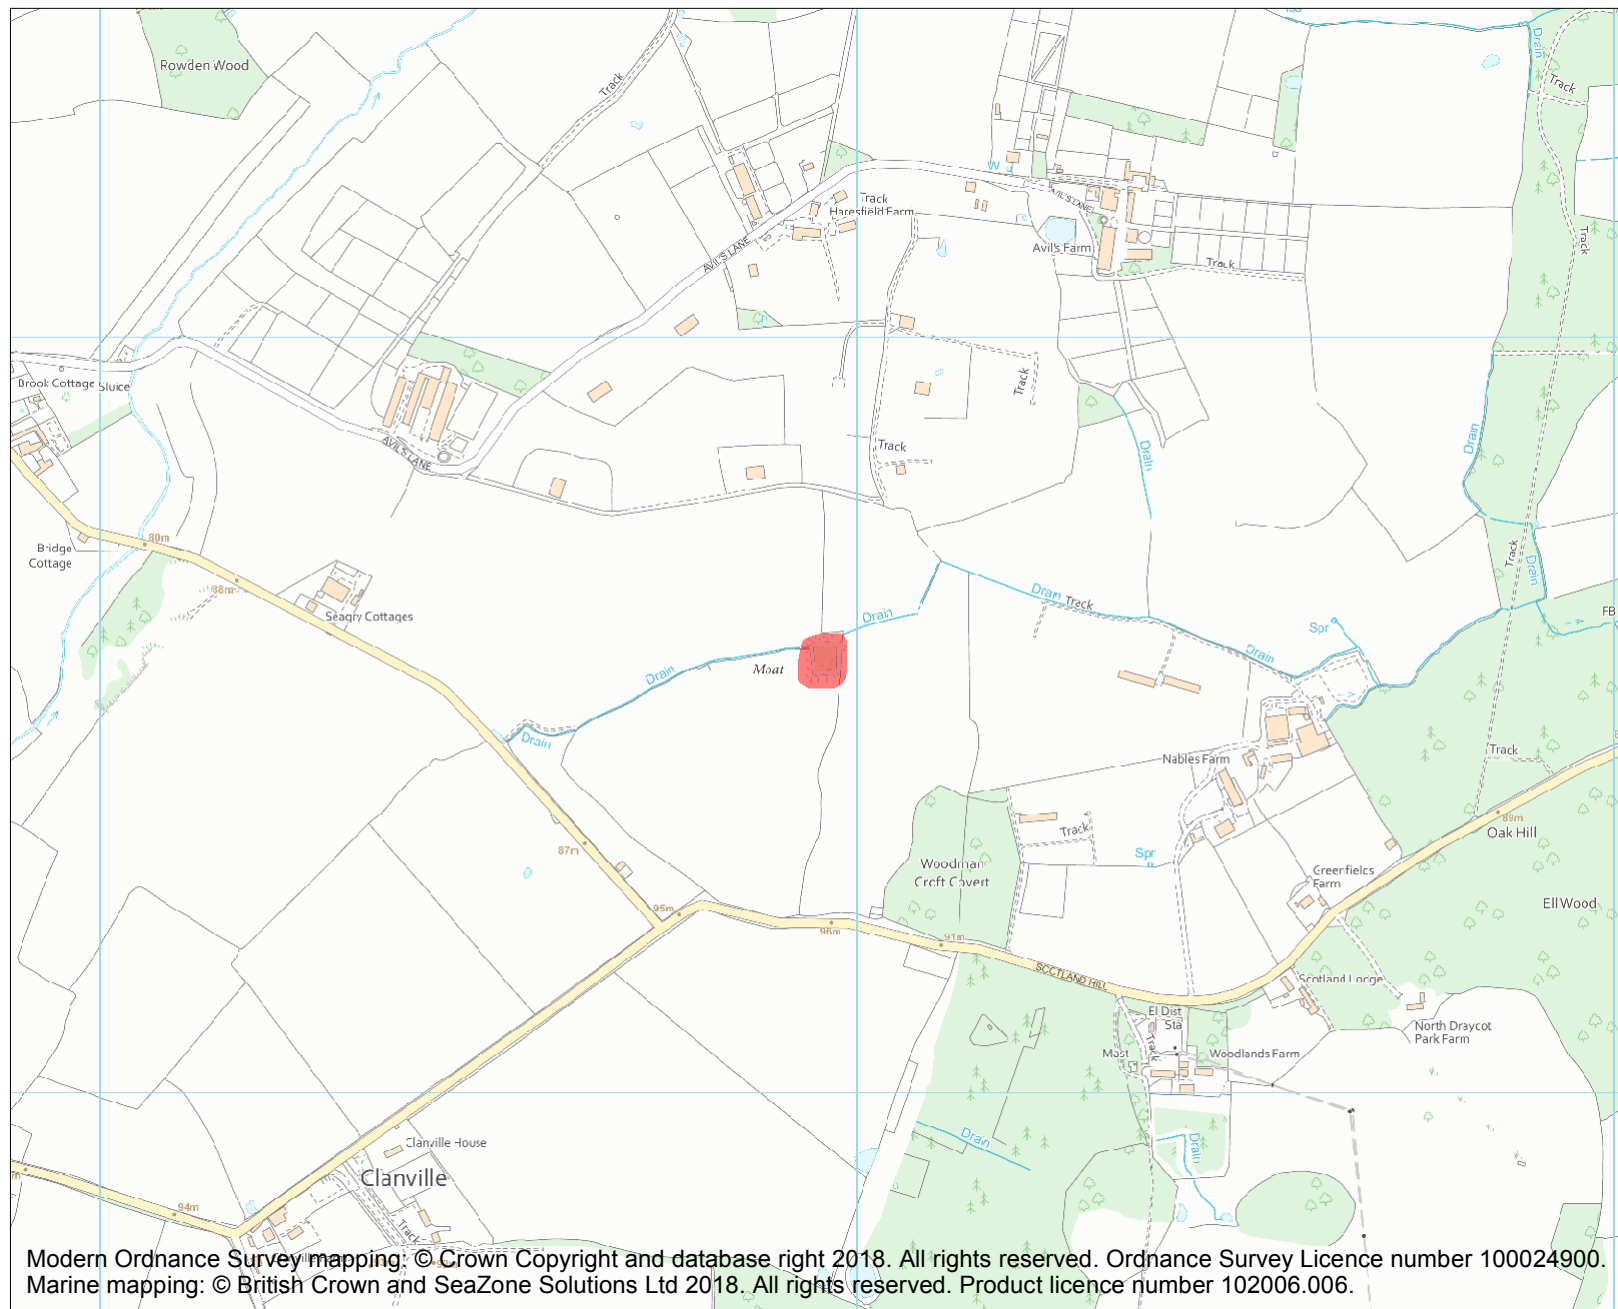 Drain
Rowden Wood
Track
Track
W
Track
Haresfield Farm
AVIL'S LANE
AVIL'S LANE
Avil's Farm
Track
Track
Brook Cottage
Sluice
Track
AVIL'S LANE
Track
Drain
Drain
80m
Bridge
Cottage
88m
Seagry Cottages
Track
Drain
Drain
Track
Drain
Spr
FB
Drain
Moat
Drain
Drain
Nables Farm
Track
89m
Oak Hill
Track
87m
Spr
Woodman
Croft Covert
Greenfields
Farm
Ell Wood
95m
96m
91m
SCOTLAND HILL
Scotland Lodge
El Dist
Sta
North Draycot
Park Farm
Mast
Track
Woodlands Farm
Clanville House
Drain
Drain
Clanville
94m
Track
Modern Ordnance Survey mapping: © Crown Copyright and database right 2018. All rights reserved. Ordnance Survey Licence number 100024900.
Marine mapping: © British Crown and SeaZone Solutions Ltd 2018. All rights reserved. Product licence number 102006.006.